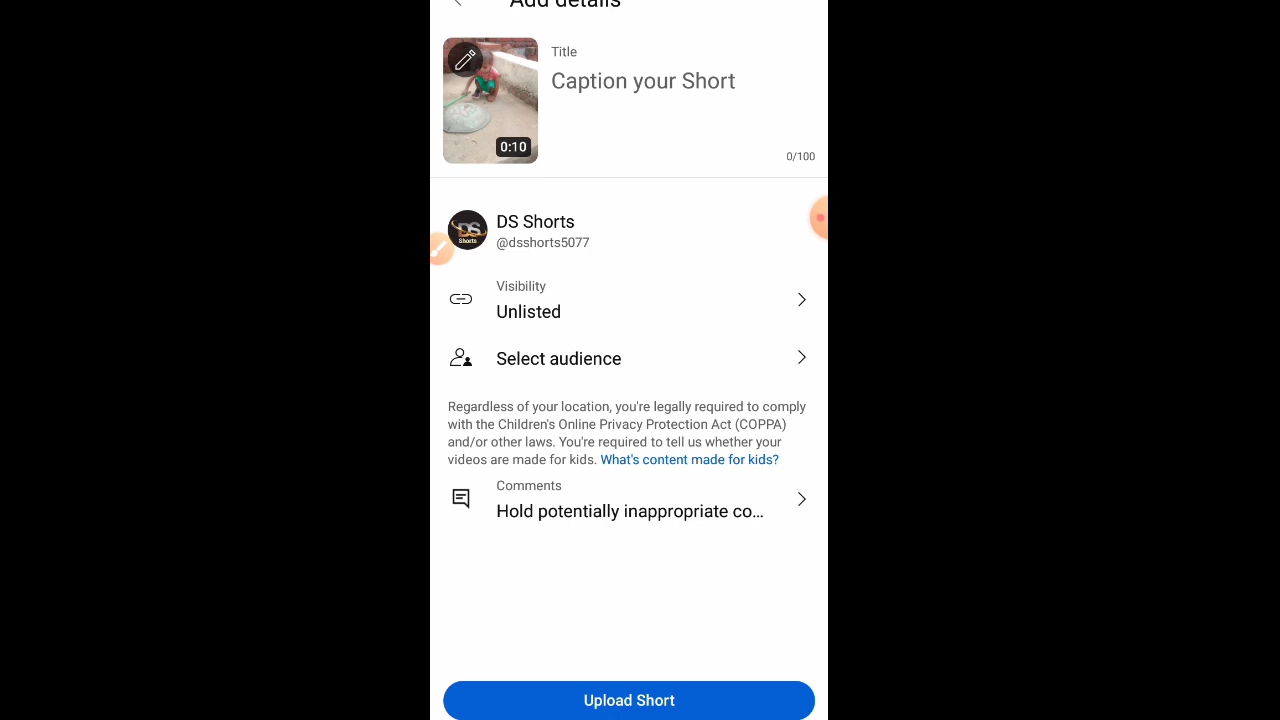 Add details
Title
Caption your Short
0:10
0/100
DS
Shorts
DS Shorts
@dsshorts5077
Visibility
Unlisted
Select audience
Regardless of your location, you're legally required to comply
with the Children's Online Privacy Protection Act (COPPA)
and/or other laws. You're required to tell us whether your
videos are made for kids. What's content made for kids?
Comments
Hold potentially inappropriate co...
Upload Short